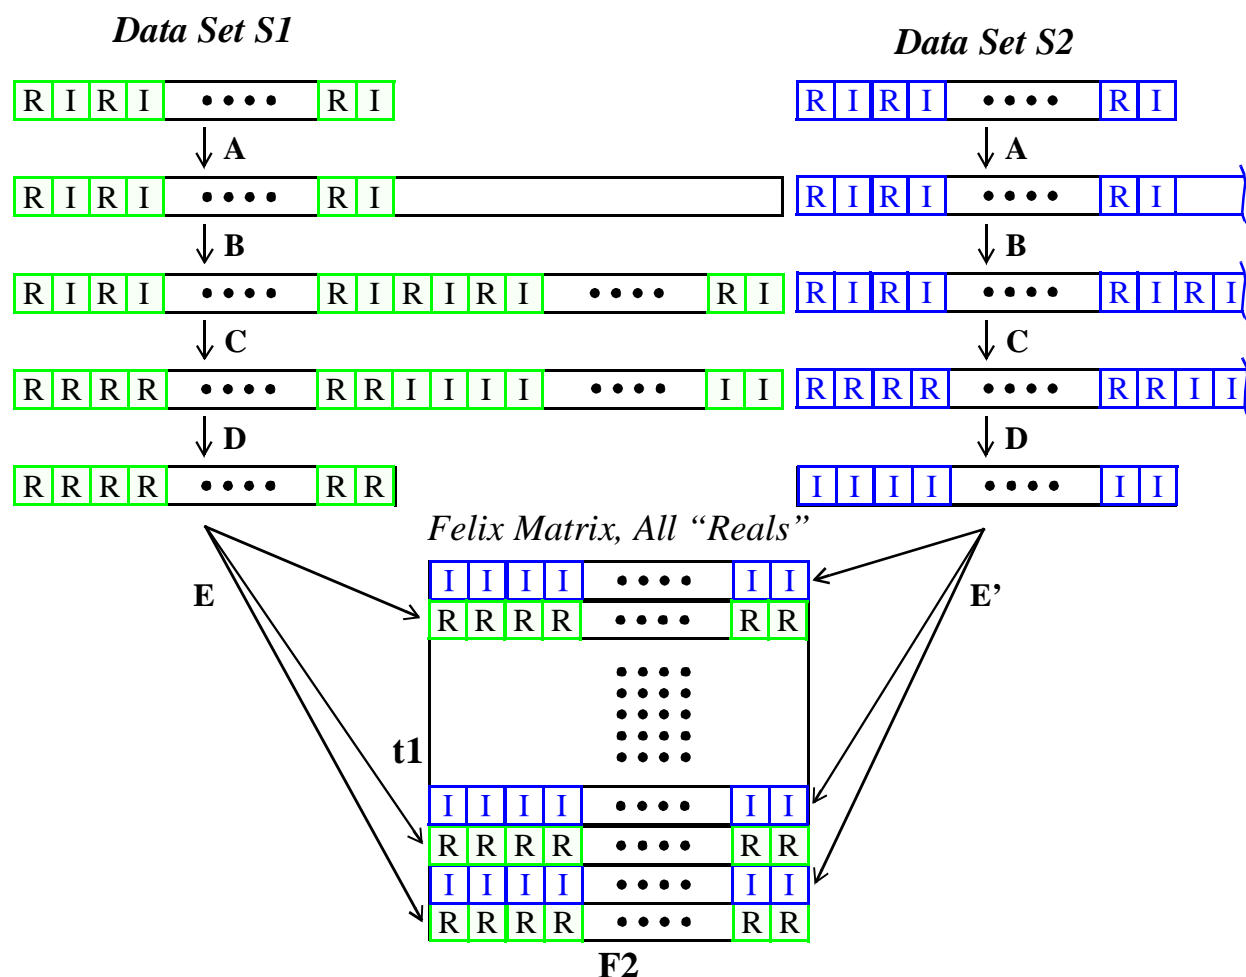 Data Set S1
Data Set S2
R I R I •••• R I
R I R I •••• R I
A
A
R I R I •••• R I
R I R I •••• R I
B
B
R I R I •••• R I R I R I •••• R I
R I R I •••• R I R I
C
C
R R R R •••• R R I I I I •••• I I
R R R R •••• R R I I
D
D
R R R R •••• R R
I I I I •••• I I
Felix Matrix, All “Reals”
E
E’
I I I I •••• I I
R R R R •••• R R
t1
I I I I •••• I I
R R R R •••• R R
I I I I •••• I I
R R R R •••• R R
F2